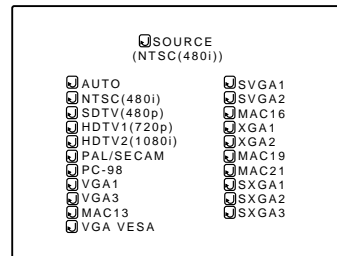 SOURCE
(NTSC(480i))
AUTO
NTSC(480i)
SDTV(480p)
HDTV1(720p)
HDTV2(1080i)
PAL/SECAM
PC-98
VGA1
VGA3
MAC13
VGA VESA
SVGA1
SVGA2
MAC16
XGA1
XGA2
MAC19
MAC21
SXGA1
SXGA2
SXGA3